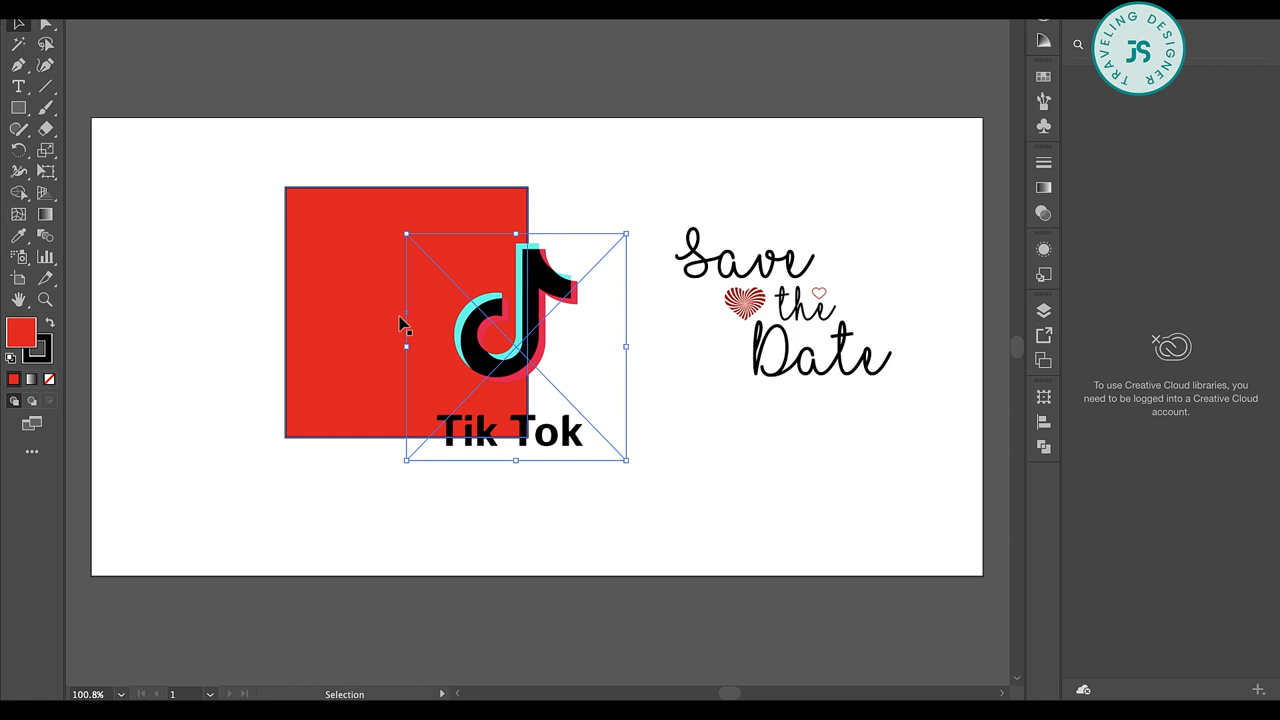 TRAVELING DESIGNER
JS
Save
the
Date
Tik Tok
To use Creative Cloud libraries, you
need to be logged into a Creative Cloud
account.
100.8%
1
Selection